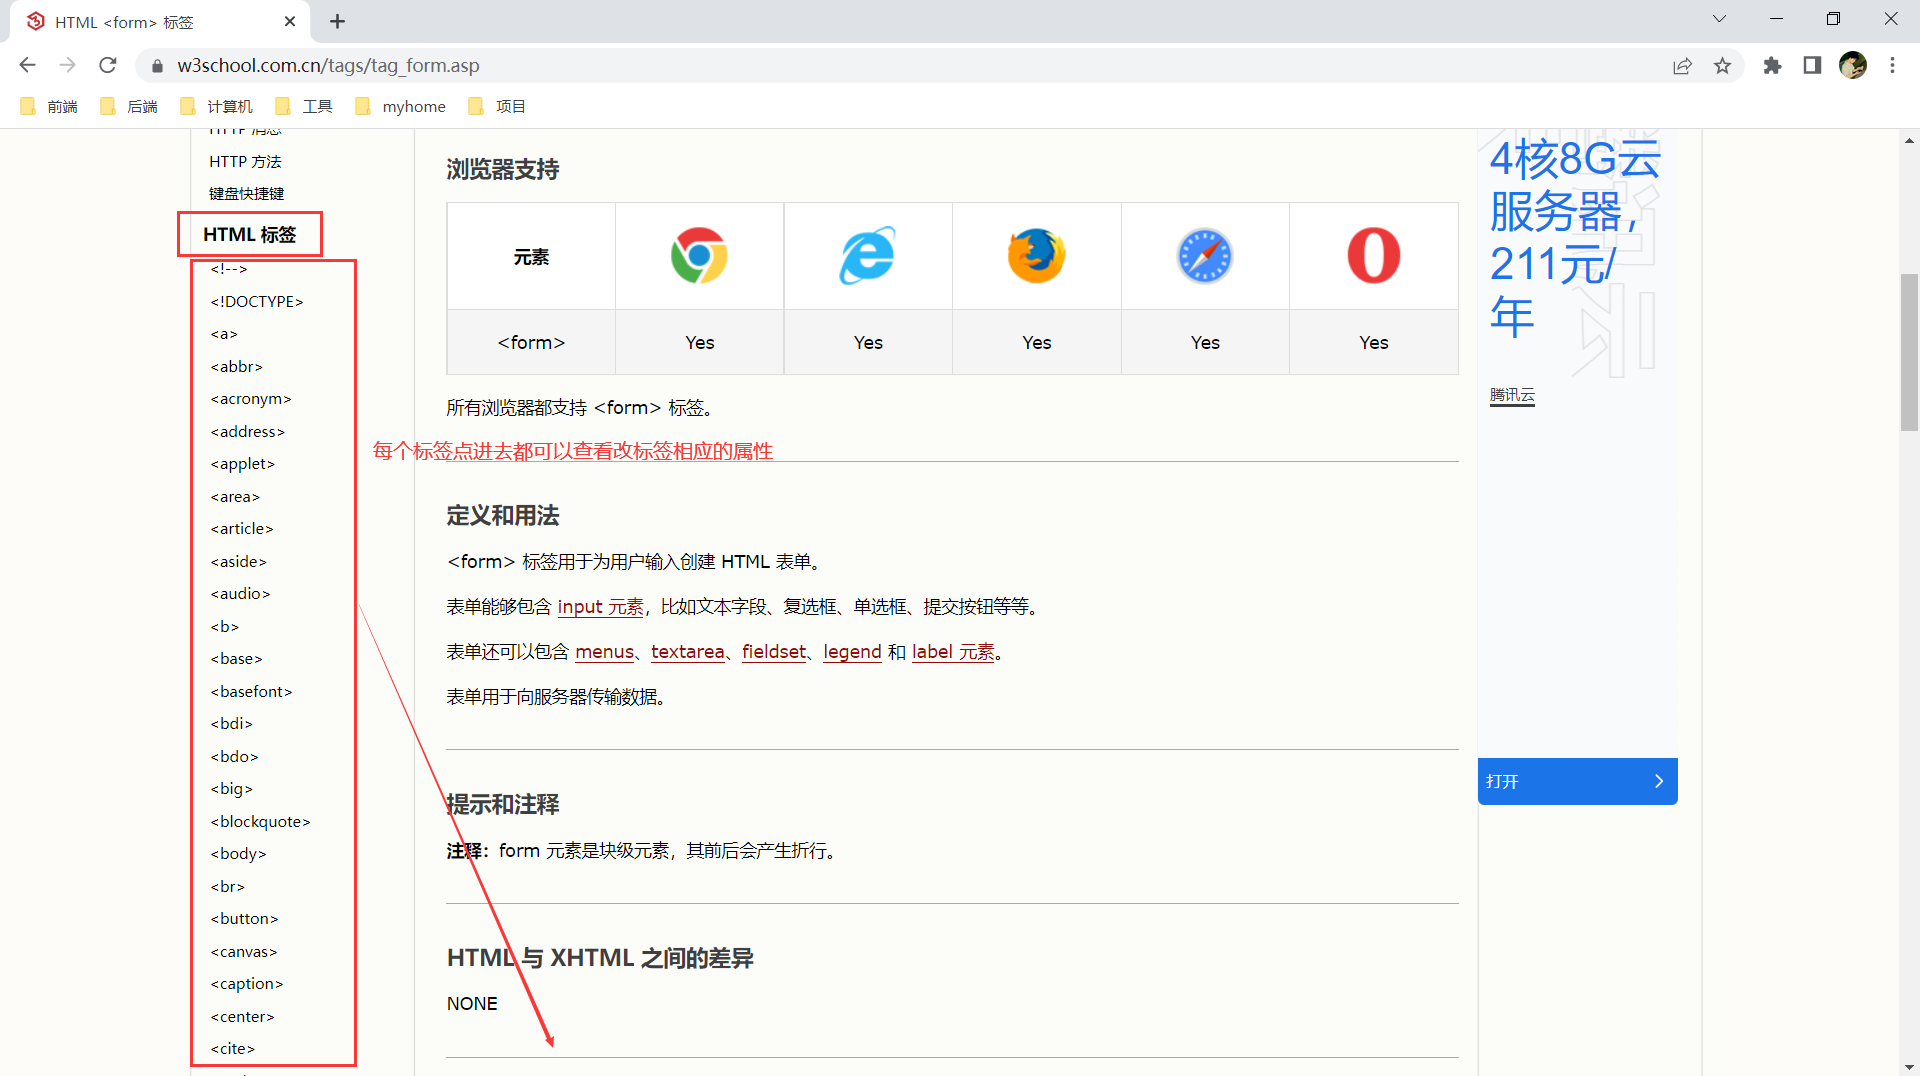 HTML <form> 标签
w3school.com.cn/tags/tag_form.asp
前端 后端 计算机 工具 myhome 项目
HTTP 消息
HTTP 方法
键盘快捷键
HTML 标签
<!-->
<!DOCTYPE>
<a>
<abbr>
<acronym>
<address>
<applet>
<area>
<article>
<aside>
<audio>
<b>
<base>
<basefont>
<bdi>
<bdo>
<big>
<blockquote>
<body>
<br>
<button>
<canvas>
<caption>
<center>
<cite>
浏览器支持
元素
<form> Yes Yes Yes Yes Yes
所有浏览器都支持 <form> 标签。
每个标签点进去都可以查看改标签相应的属性
定义和用法
<form> 标签用于为用户输入创建 HTML 表单。
表单能够包含 input 元素，比如文本字段、复选框、单选框、提交按钮等等。
表单还可以包含 menus、textarea、fieldset、legend 和 label 元素。
表单用于向服务器传输数据。
提示和注释
注释：form 元素是块级元素，其前后会产生折行。
HTML 与 XHTML 之间的差异
NONE
4核8G云
服务器，
211元/
年
腾讯云
打开